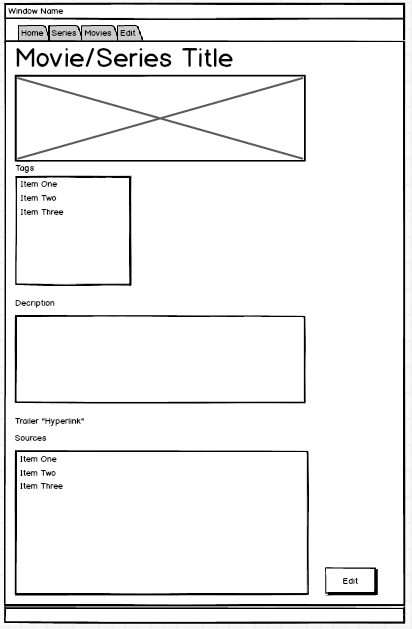 Window Name
Home Series Movies Edit
Movie/Series Title
Tags
Item One
Item Two
Item Three
Decription
Trailer "Hyperlink"
Sources
Item One
Item Two
Item Three
Edit